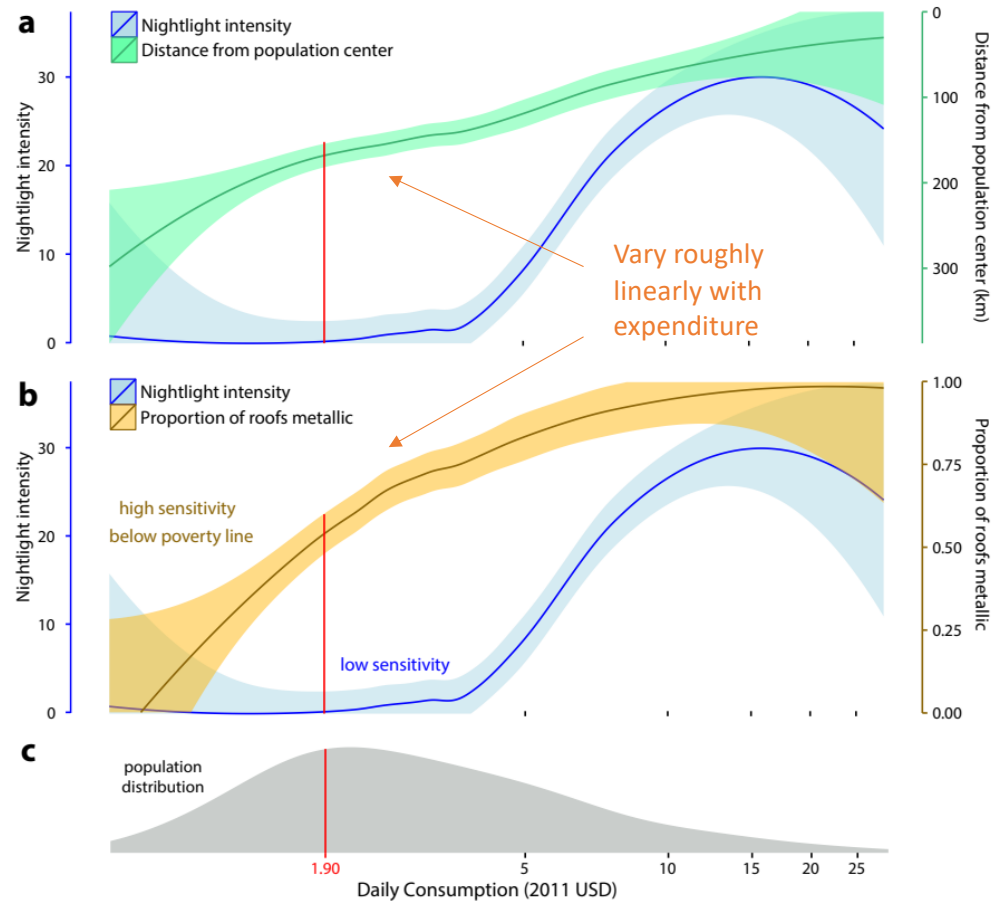 a
Nightlight intensity
Distance from population center
Nightlight intensity
30
20
10
0
0
100
200
300
Distance from population center (km)
Vary roughly
linearly with
expenditure
b
Nightlight intensity
Proportion of roofs metallic
Nightlight intensity
30
20
10
0
high sensitivity
below poverty line
low sensitivity
1.00
0.75
0.50
0.25
0.00
Proportion of roofs metallic
c
population
distribution
1.90
5
10
15
20
25
Daily Consumption (2011 USD)